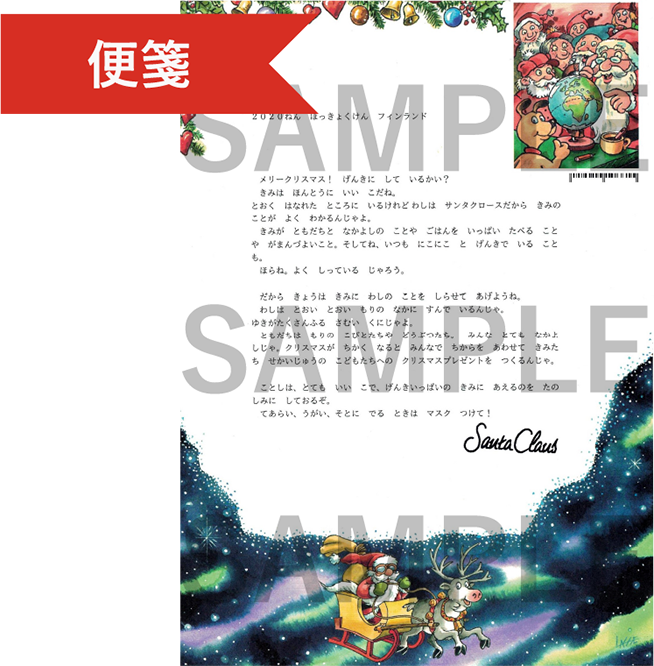 便箋
2020ねん ほっきょくけん フィンランド
メリークリスマス! げんきに して いるかい?
きみは ほんとうに いい こだね。
とおく はなれた ところに いるけれど わしは サンタクロースだから きみの
ことが よく わかるんじゃよ。
きみが ともだちと なかよしの ことや ごはんを いっぱい たべる こと
や がまんづよいこと。そしてね、いつも にこにこ と げんきで いる こと
も。
ほらね。よく しっている じゃろう。
だから きょうは きみに わしの ことを しらせて あげようね。
わしは とおい とおい もりの なかに すんで いるんじゃ。
ゆきがたくさんふる さむい くにじゃよ。
ともだちは もりの こびとたちや どうぶつたち。 みんな とても なかよ
しじゃ。クリスマスが ちかく なると みんなで ちからを あわせて きみた
ち せかいじゅうの こどもたちへの クリスマスプレゼントを つくるんじゃ。
ことしは、とても いい こで、げんきいっぱいの きみに あえるのを たの
しみに しておるぞ。
てあらい、うがい、そとに でる ときは マスク つけて!
Santa Claus
SAMPLE
SAMPLE
SAMPLE